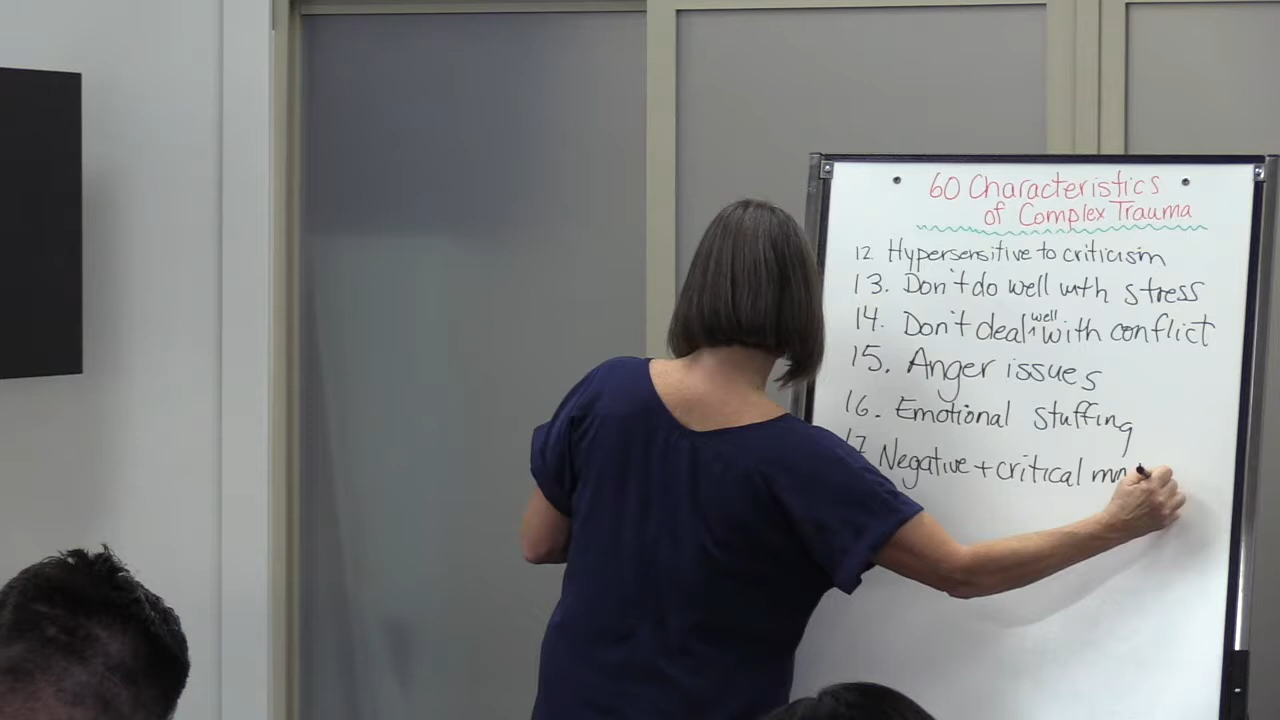 60 Characteristics
of Complex Trauma
12. Hypersensitive to criticism
13. Don't do well with stress
14. Don't deal well with conflict
15. Anger issues
16. Emotional stuffing
17 Negative + critical